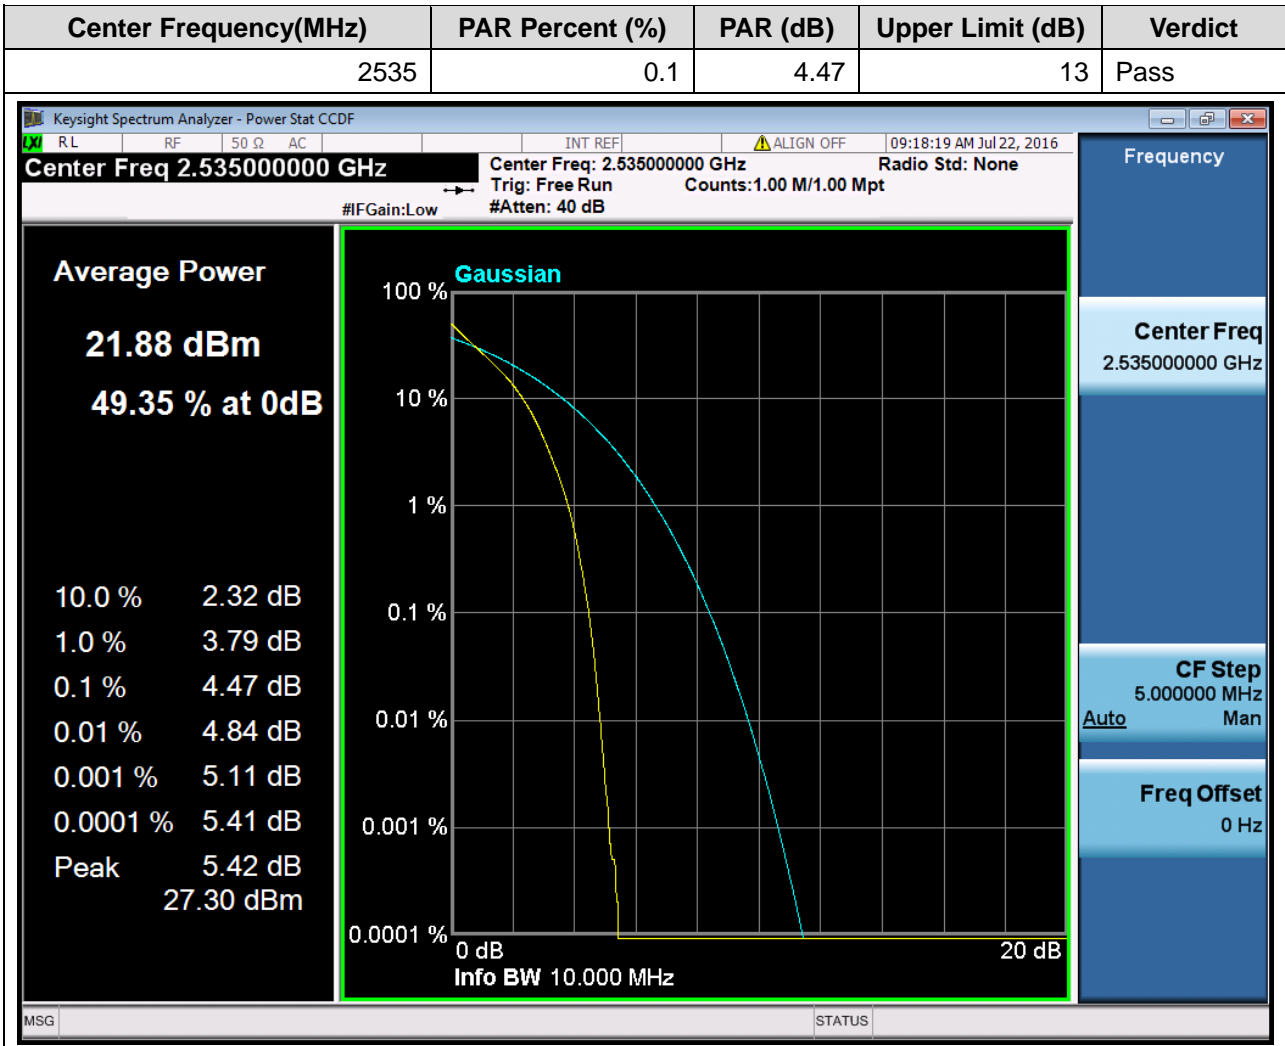 Center Frequency(MHz) PAR Percent (%) PAR (dB) Upper Limit (dB) Verdict
2535 0.1 4.47 13 Pass
Keysight Spectrum Analyzer - Power Stat CCDF
LXI RL RF 50 Ω AC INT REF ALIGN OFF 09:18:19 AM Jul 22, 2016
Center Freq 2.535000000 GHz
Center Freq: 2.535000000 GHz Radio Std: None
Trig: Free Run Counts:1.00 M/1.00 Mpt
#IFGain:Low #Atten: 40 dB
Average Power
21.88 dBm
49.35 % at 0dB
10.0 % 2.32 dB
1.0 % 3.79 dB
0.1 % 4.47 dB
0.01 % 4.84 dB
0.001 % 5.11 dB
0.0001 % 5.41 dB
Peak 5.42 dB
27.30 dBm
Gaussian
100 %
10 %
1 %
0.1 %
0.01 %
0.001 %
0.0001 %
0 dB 20 dB
Info BW 10.000 MHz
Frequency
Center Freq
2.535000000 GHz
CF Step
5.000000 MHz
Auto Man
Freq Offset
0 Hz
MSG STATUS